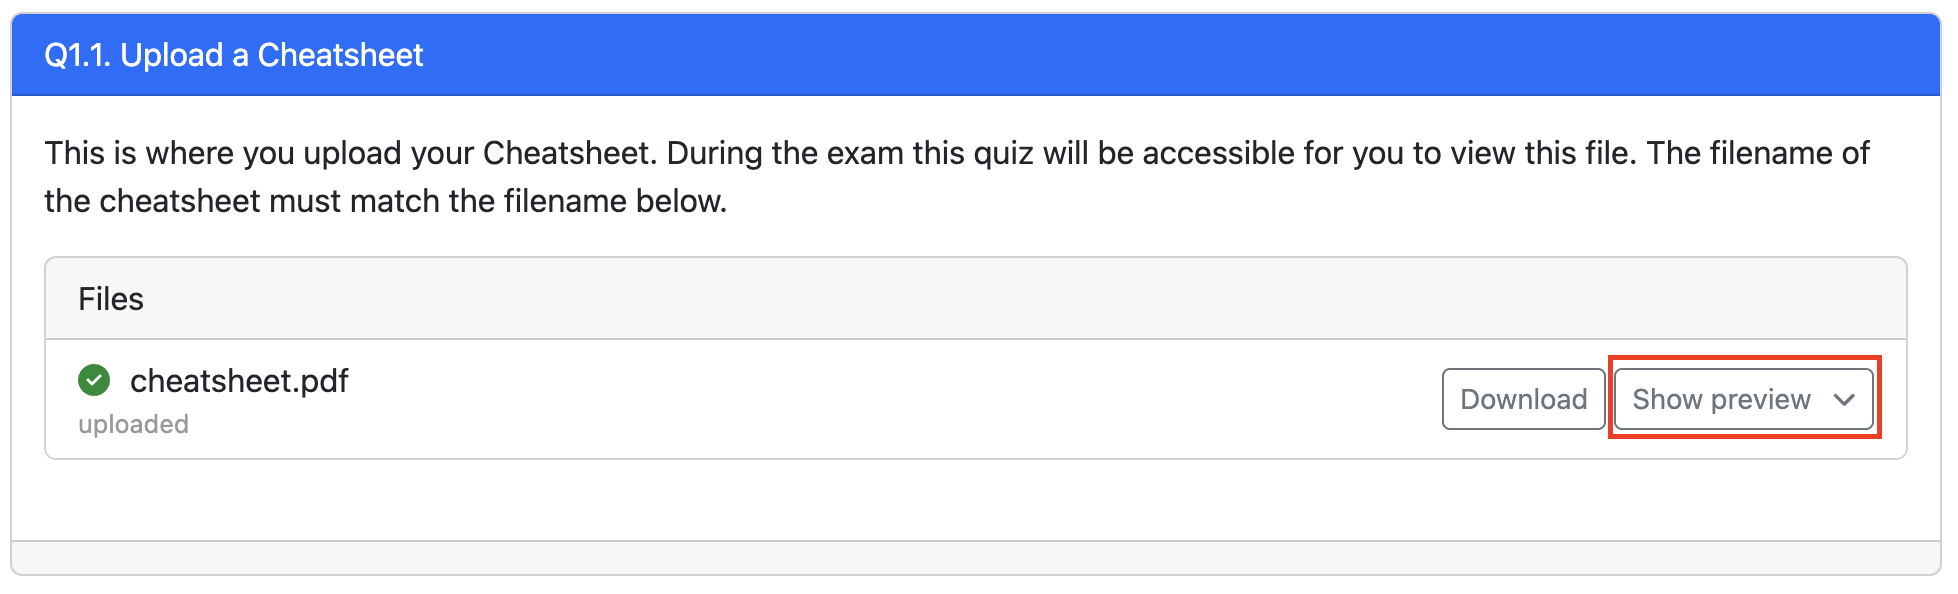 Q1.1. Upload a Cheatsheet
This is where you upload your Cheatsheet. During the exam this quiz will be accessible for you to view this file. The filename of
the cheatsheet must match the filename below.
Files
cheatsheet.pdf
uploaded
Download
Show preview